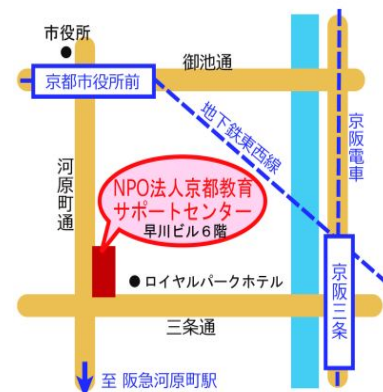 市役所
御池通
京都市役所前
地下鉄東西線
京阪電車
河原町通
NPO法人京都教育
サポートセンター
早川ビル6階
ロイヤルパークホテル
京阪三条
三条通
至 阪急河原町駅